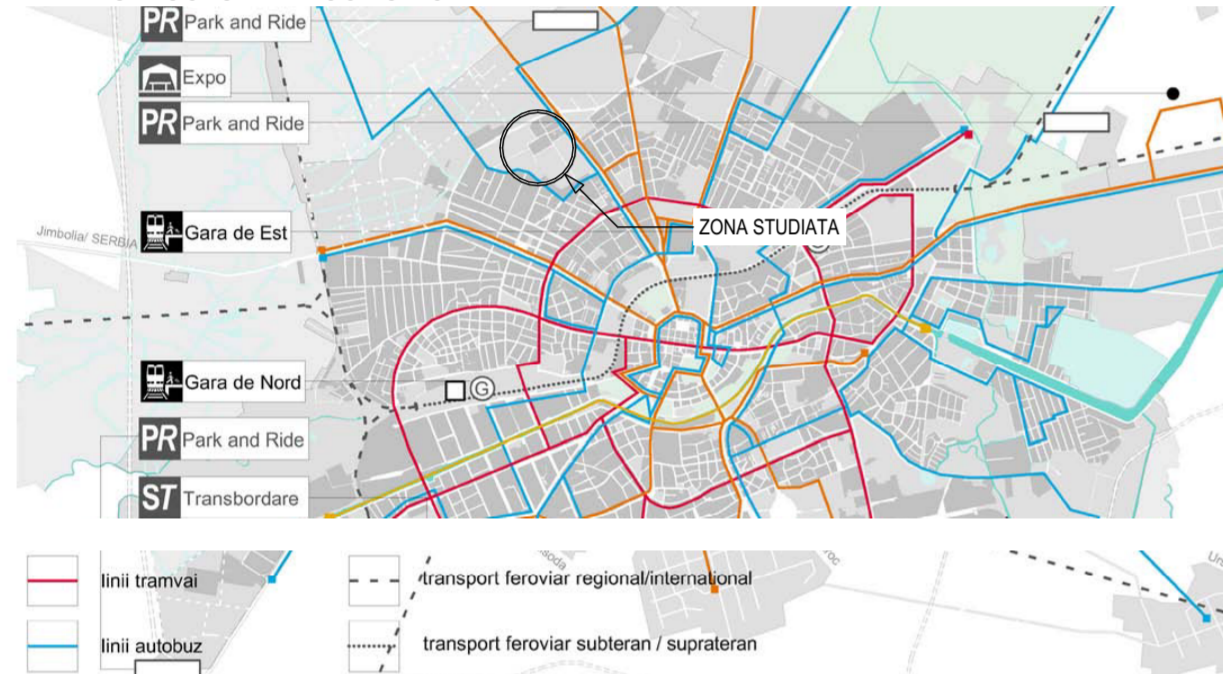 PR Park and Ride
Expo
PR Park and Ride
ZONA STUDIATA
Jimbolia/ SERBIA
Gara de Est
Gara de Nord
G
PR Park and Ride
ST Transbordare
linii tramvai
transport feroviar regional/international
linii autobuz
transport feroviar subteran / suprateran